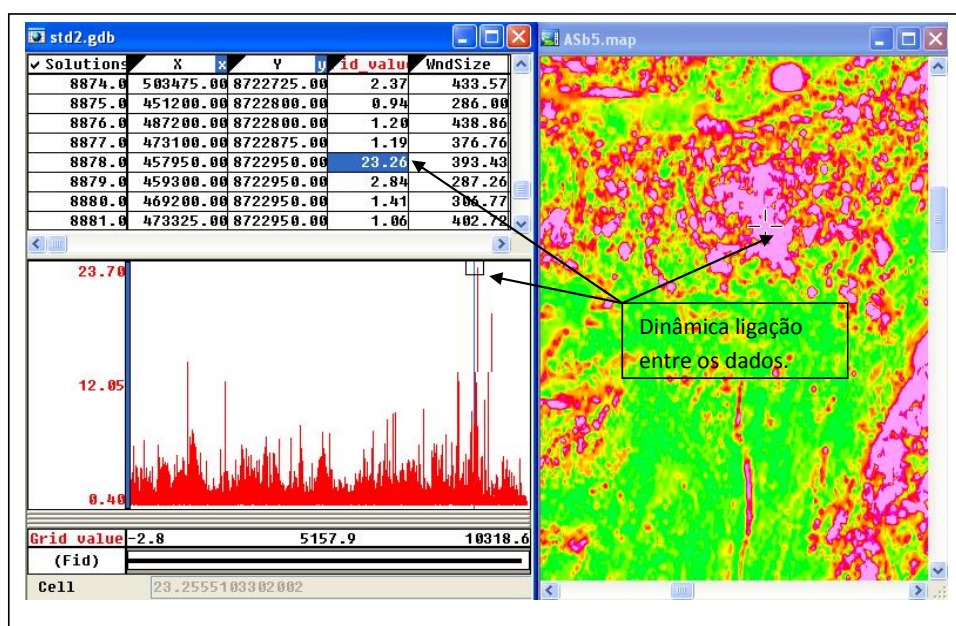 std2.gdb
✓ Solutions X x Y y id_valu WndSize
8874.0 503475.00 8722725.00 2.37 433.57
8875.0 451200.00 8722800.00 0.94 286.00
8876.0 487200.00 8722800.00 1.20 438.86
8877.0 473100.00 8722875.00 1.19 376.76
8878.0 457950.00 8722950.00 23.26 393.43
8879.0 459300.00 8722950.00 2.84 287.26
8880.0 469200.00 8722950.00 1.41 306.77
8881.0 473325.00 8722950.00 1.06 402.72
23.70
12.05
0.40
Grid value -2.8 5157.9 10318.6
(Fid)
Cell 23.2555103302002
ASb5.map
Dinâmica ligação
entre os dados.